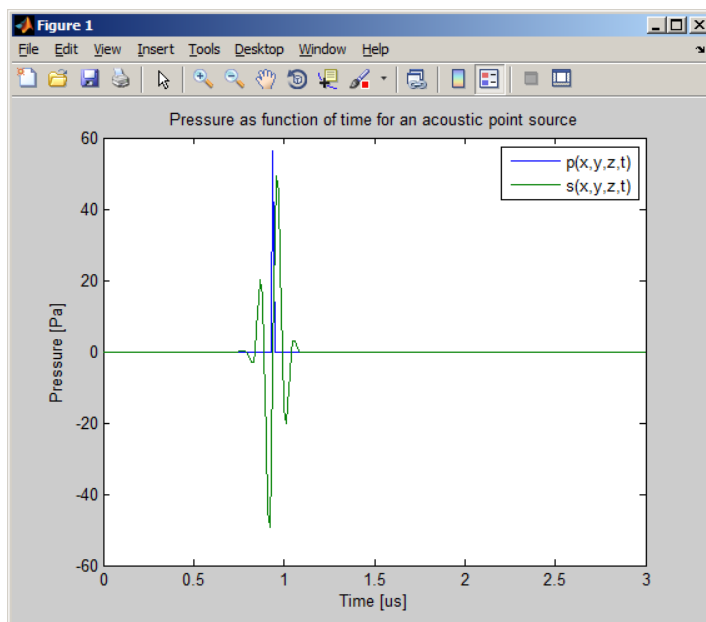 Figure 1
File Edit View Insert Tools Desktop Window Help
Pressure as function of time for an acoustic point source
p(x,y,z,t)
s(x,y,z,t)
60
40
20
0
-20
-40
-60
Pressure [Pa]
0 0.5 1 1.5 2 2.5 3
Time [us]